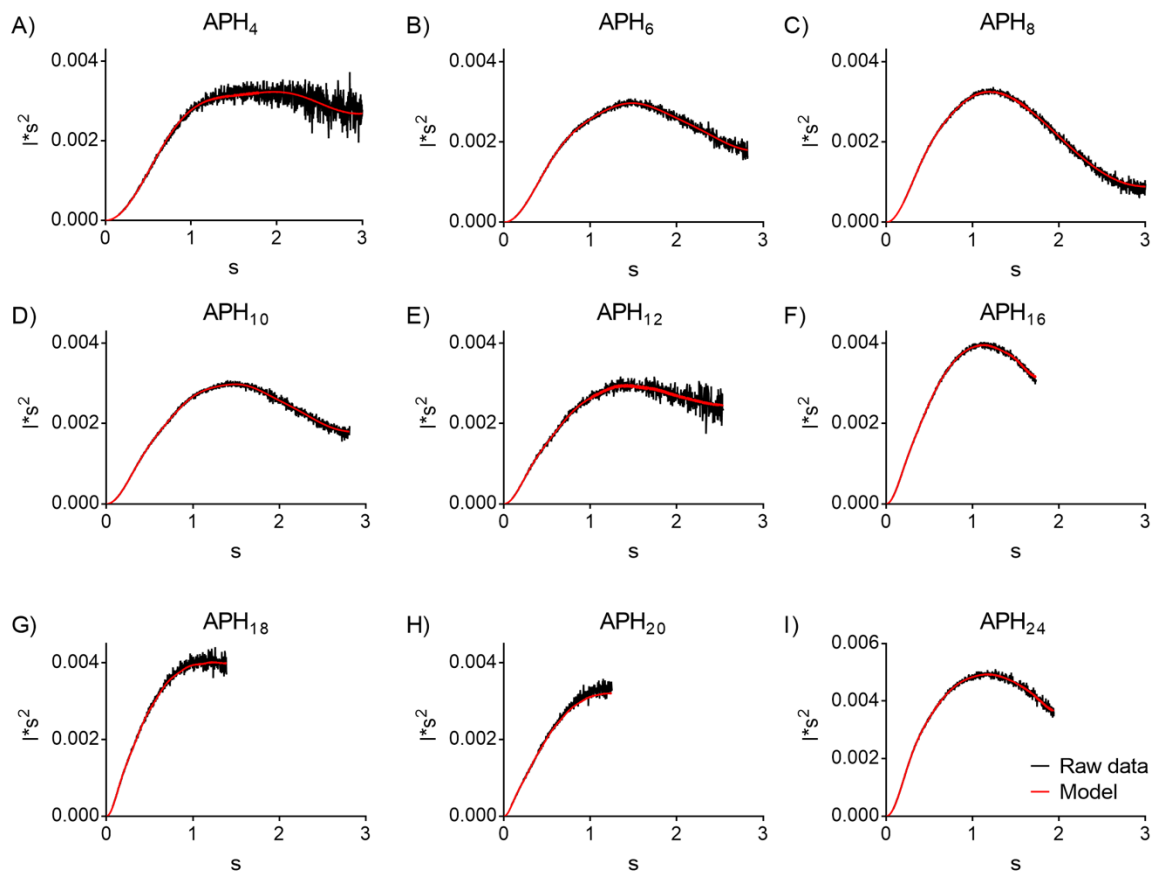 A) APH₄
0.004
0.002
0.000
I*s²
0 1 2 3
s
B) APH₆
0.004
0.002
0.000
I*s²
0 1 2 3
s
C) APH₈
0.004
0.002
0.000
I*s²
0 1 2 3
s
D) APH₁₀
0.004
0.002
0.000
I*s²
0 1 2 3
s
E) APH₁₂
0.004
0.002
0.000
I*s²
0 1 2 3
s
F) APH₁₆
0.004
0.002
0.000
I*s²
0 1 2 3
s
G) APH₁₈
0.004
0.002
0.000
I*s²
0 1 2 3
s
H) APH₂₀
0.004
0.002
0.000
I*s²
0 1 2 3
s
I) APH₂₄
0.006
0.004
0.002
0.000
I*s²
0 1 2 3
s
Raw data
Model